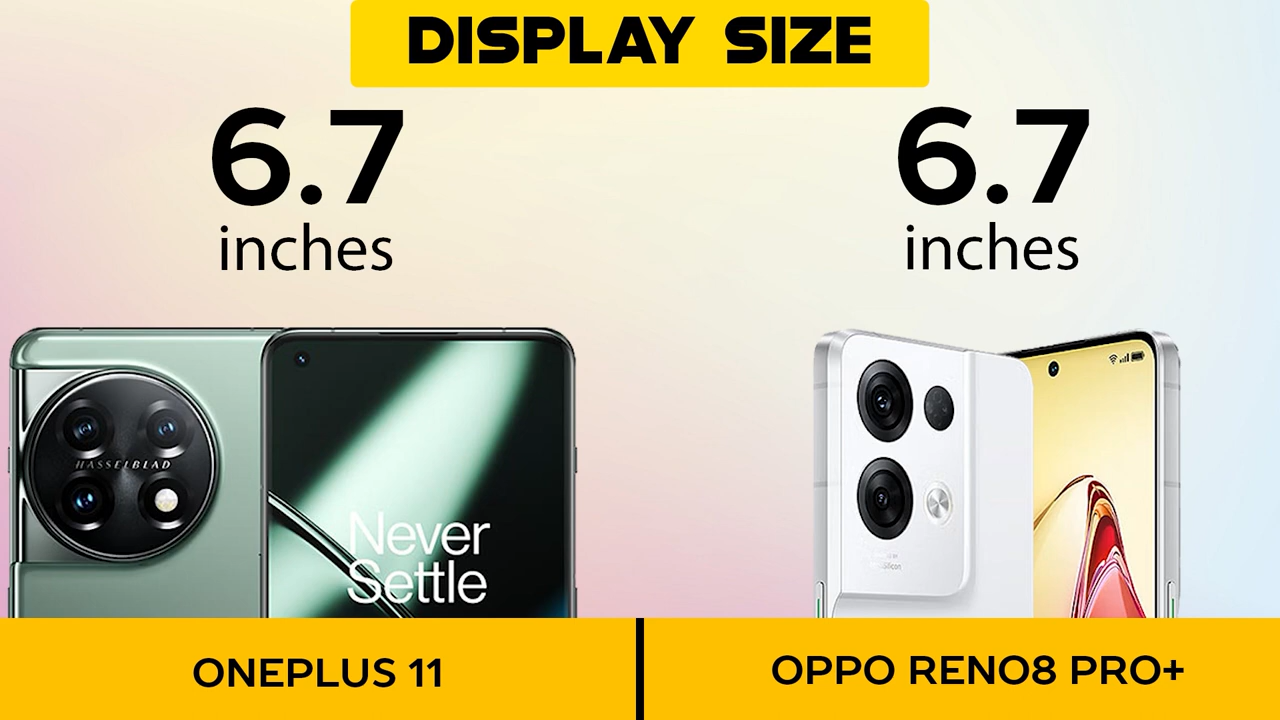 DISPLAY SIZE
6.7
inches
6.7
inches
HASSELBLAD
Never
Settle
ONEPLUS 11
OPPO RENO8 PRO+